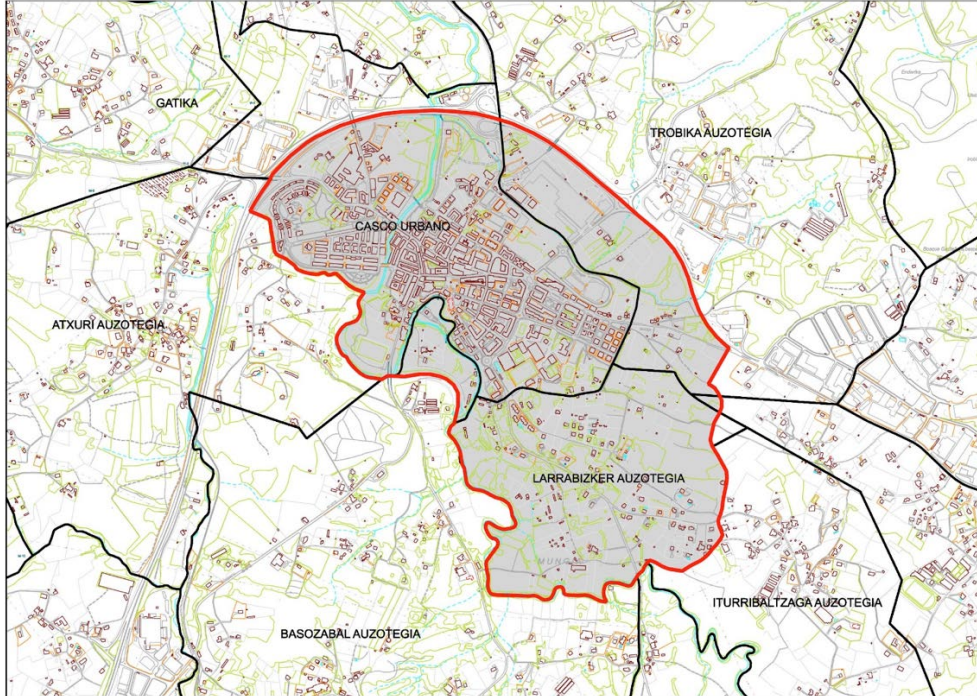 GATIKA
TROBIKA AUZOTEGIA
CASCO URBANO
ATXURI AUZOTEGIA
LARRABIZKER AUZOTEGIA
ITURRIBALTZAGA AUZOTEGIA
BASOZABAL AUZOTEGIA